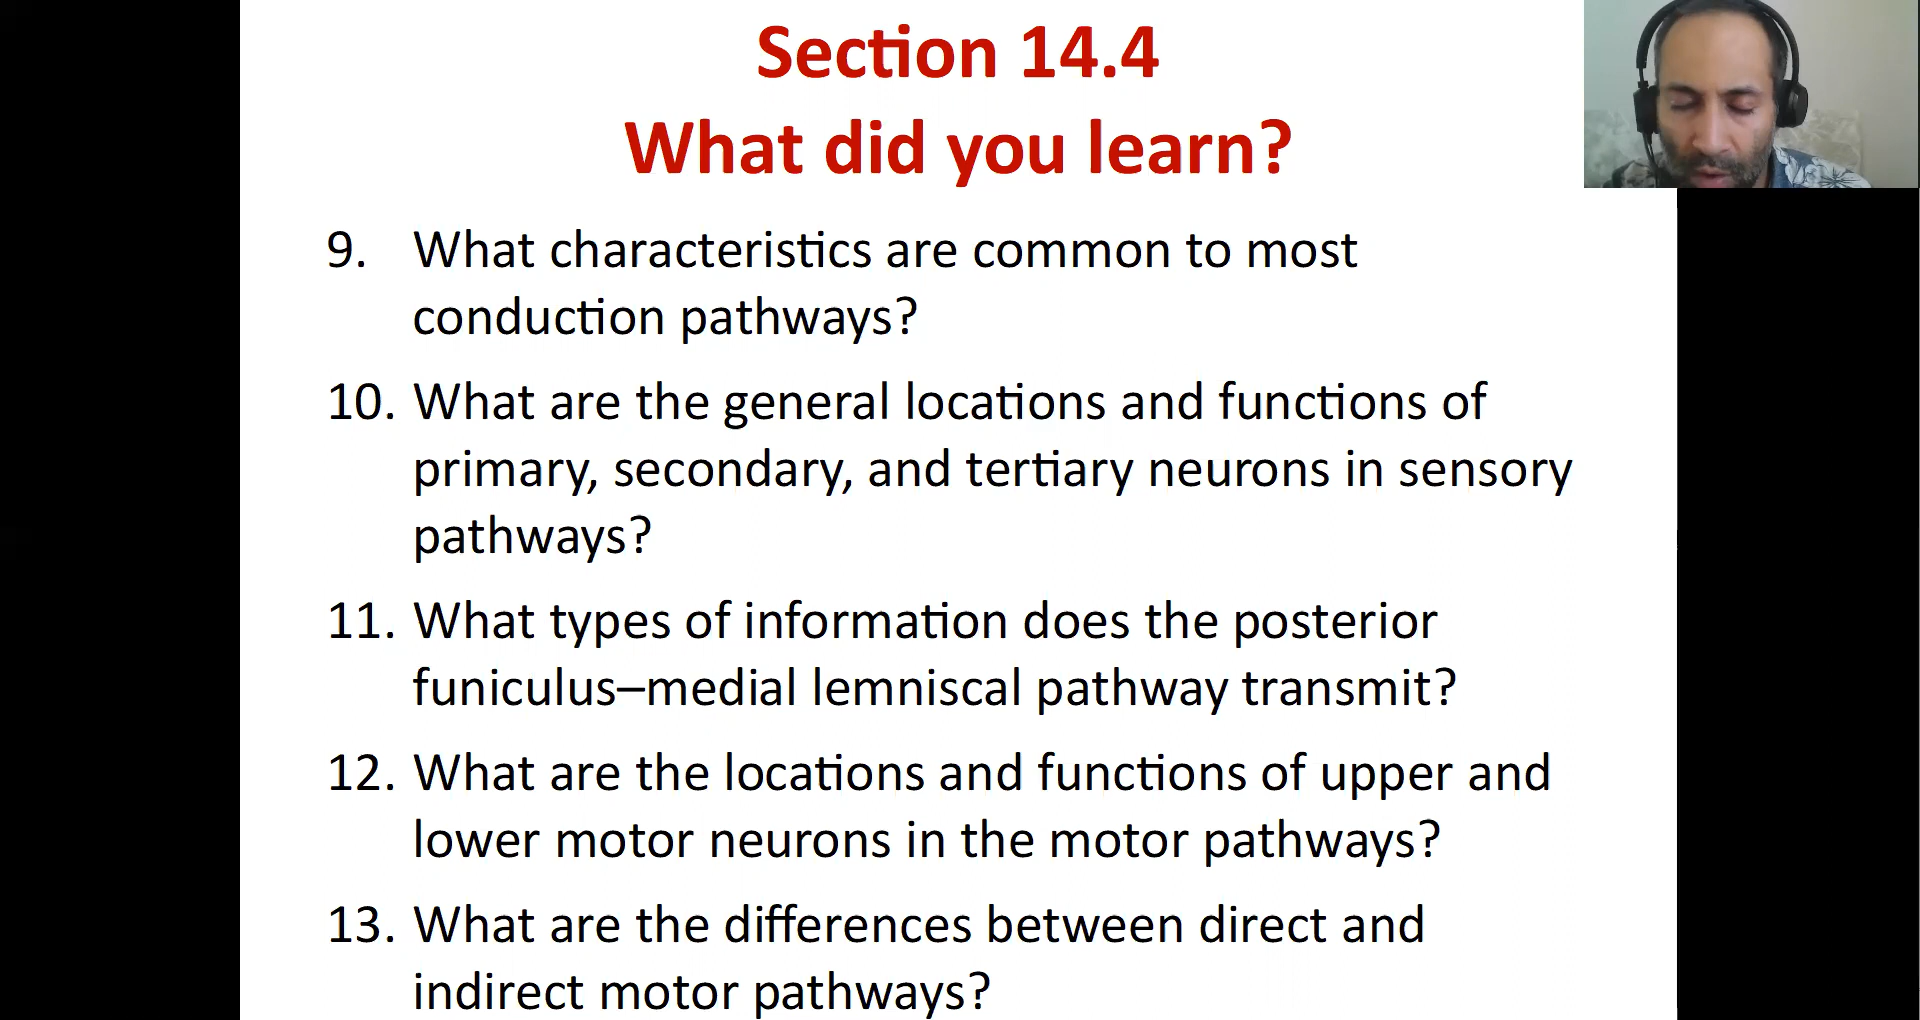 Section 14.4
What did you learn?
9. What characteristics are common to most
conduction pathways?
10. What are the general locations and functions of
primary, secondary, and tertiary neurons in sensory
pathways?
11. What types of information does the posterior
funiculus–medial lemniscal pathway transmit?
12. What are the locations and functions of upper and
lower motor neurons in the motor pathways?
13. What are the differences between direct and
indirect motor pathways?